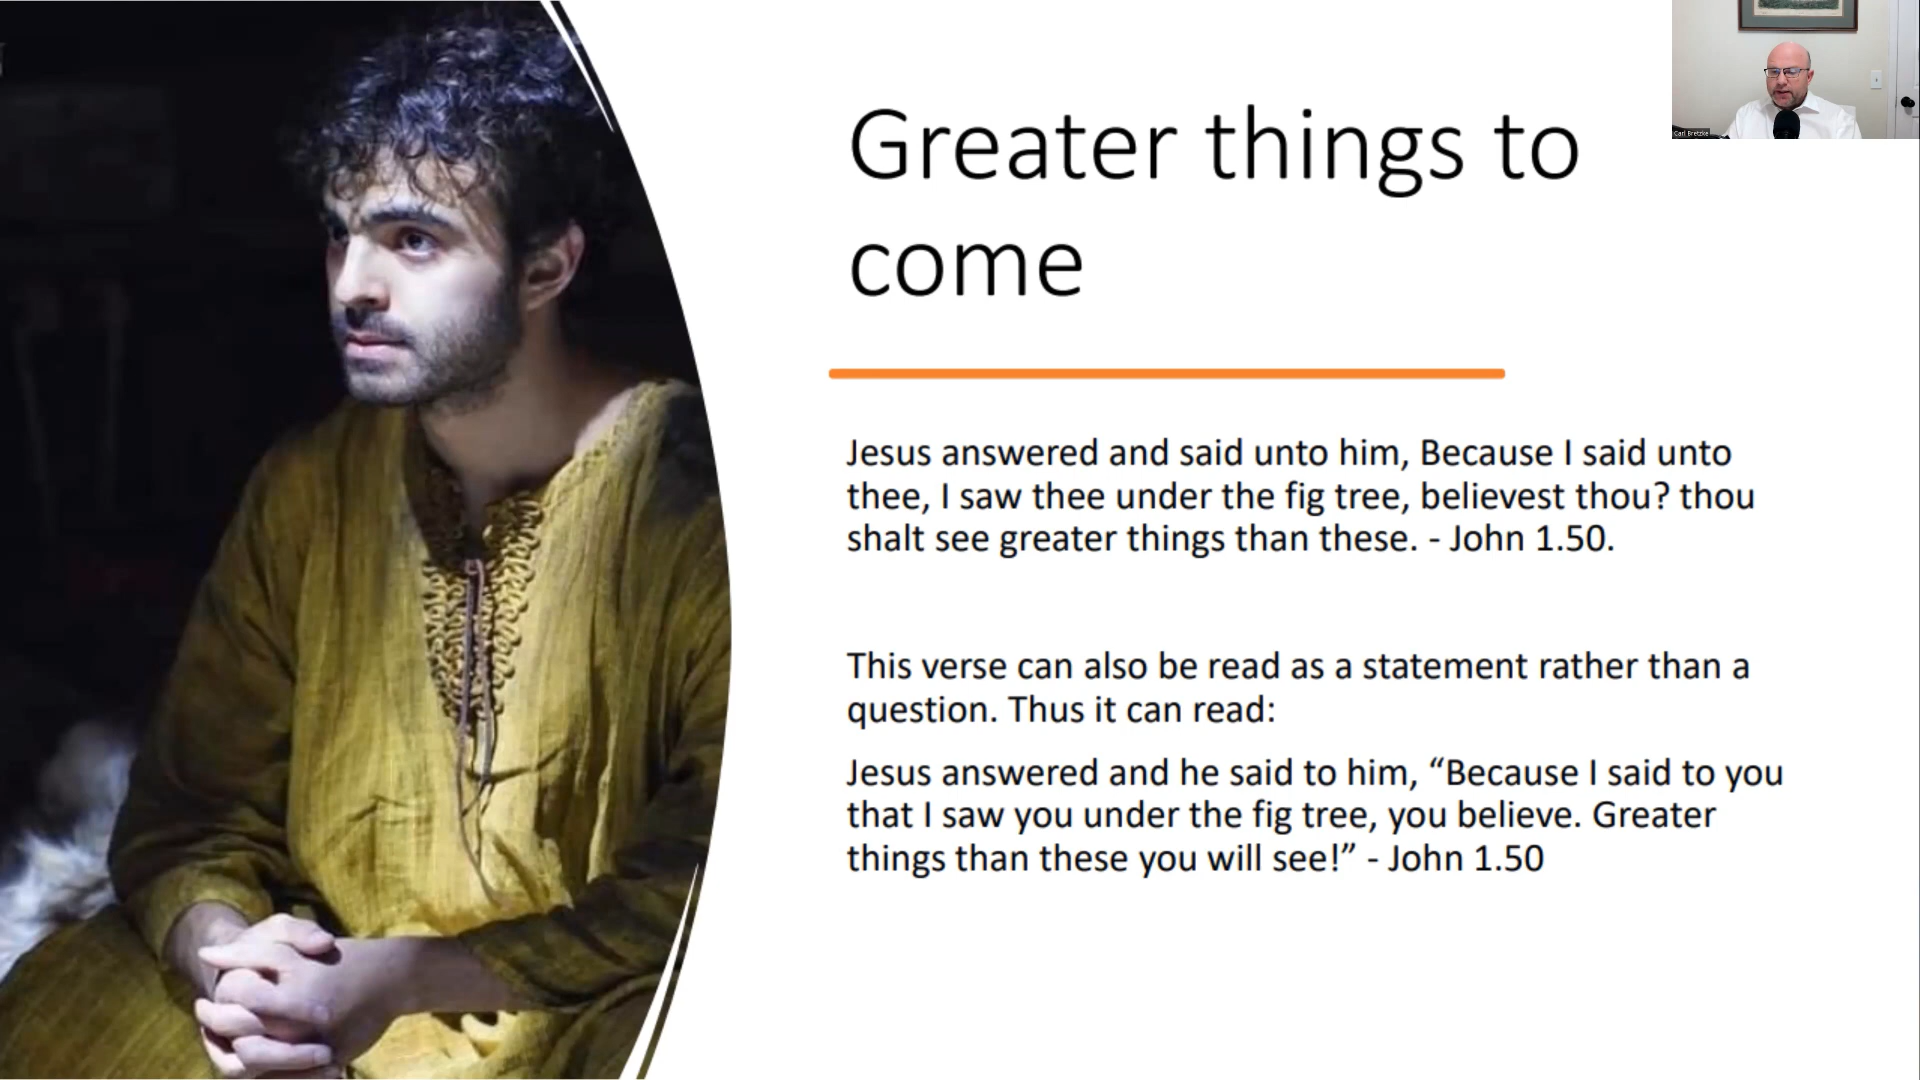 Greater things to
come
Carl Bretzke
Jesus answered and said unto him, Because I said unto
thee, I saw thee under the fig tree, believest thou? thou
shalt see greater things than these. - John 1.50.
This verse can also be read as a statement rather than a
question. Thus it can read:
Jesus answered and he said to him, “Because I said to you
that I saw you under the fig tree, you believe. Greater
things than these you will see!” - John 1.50